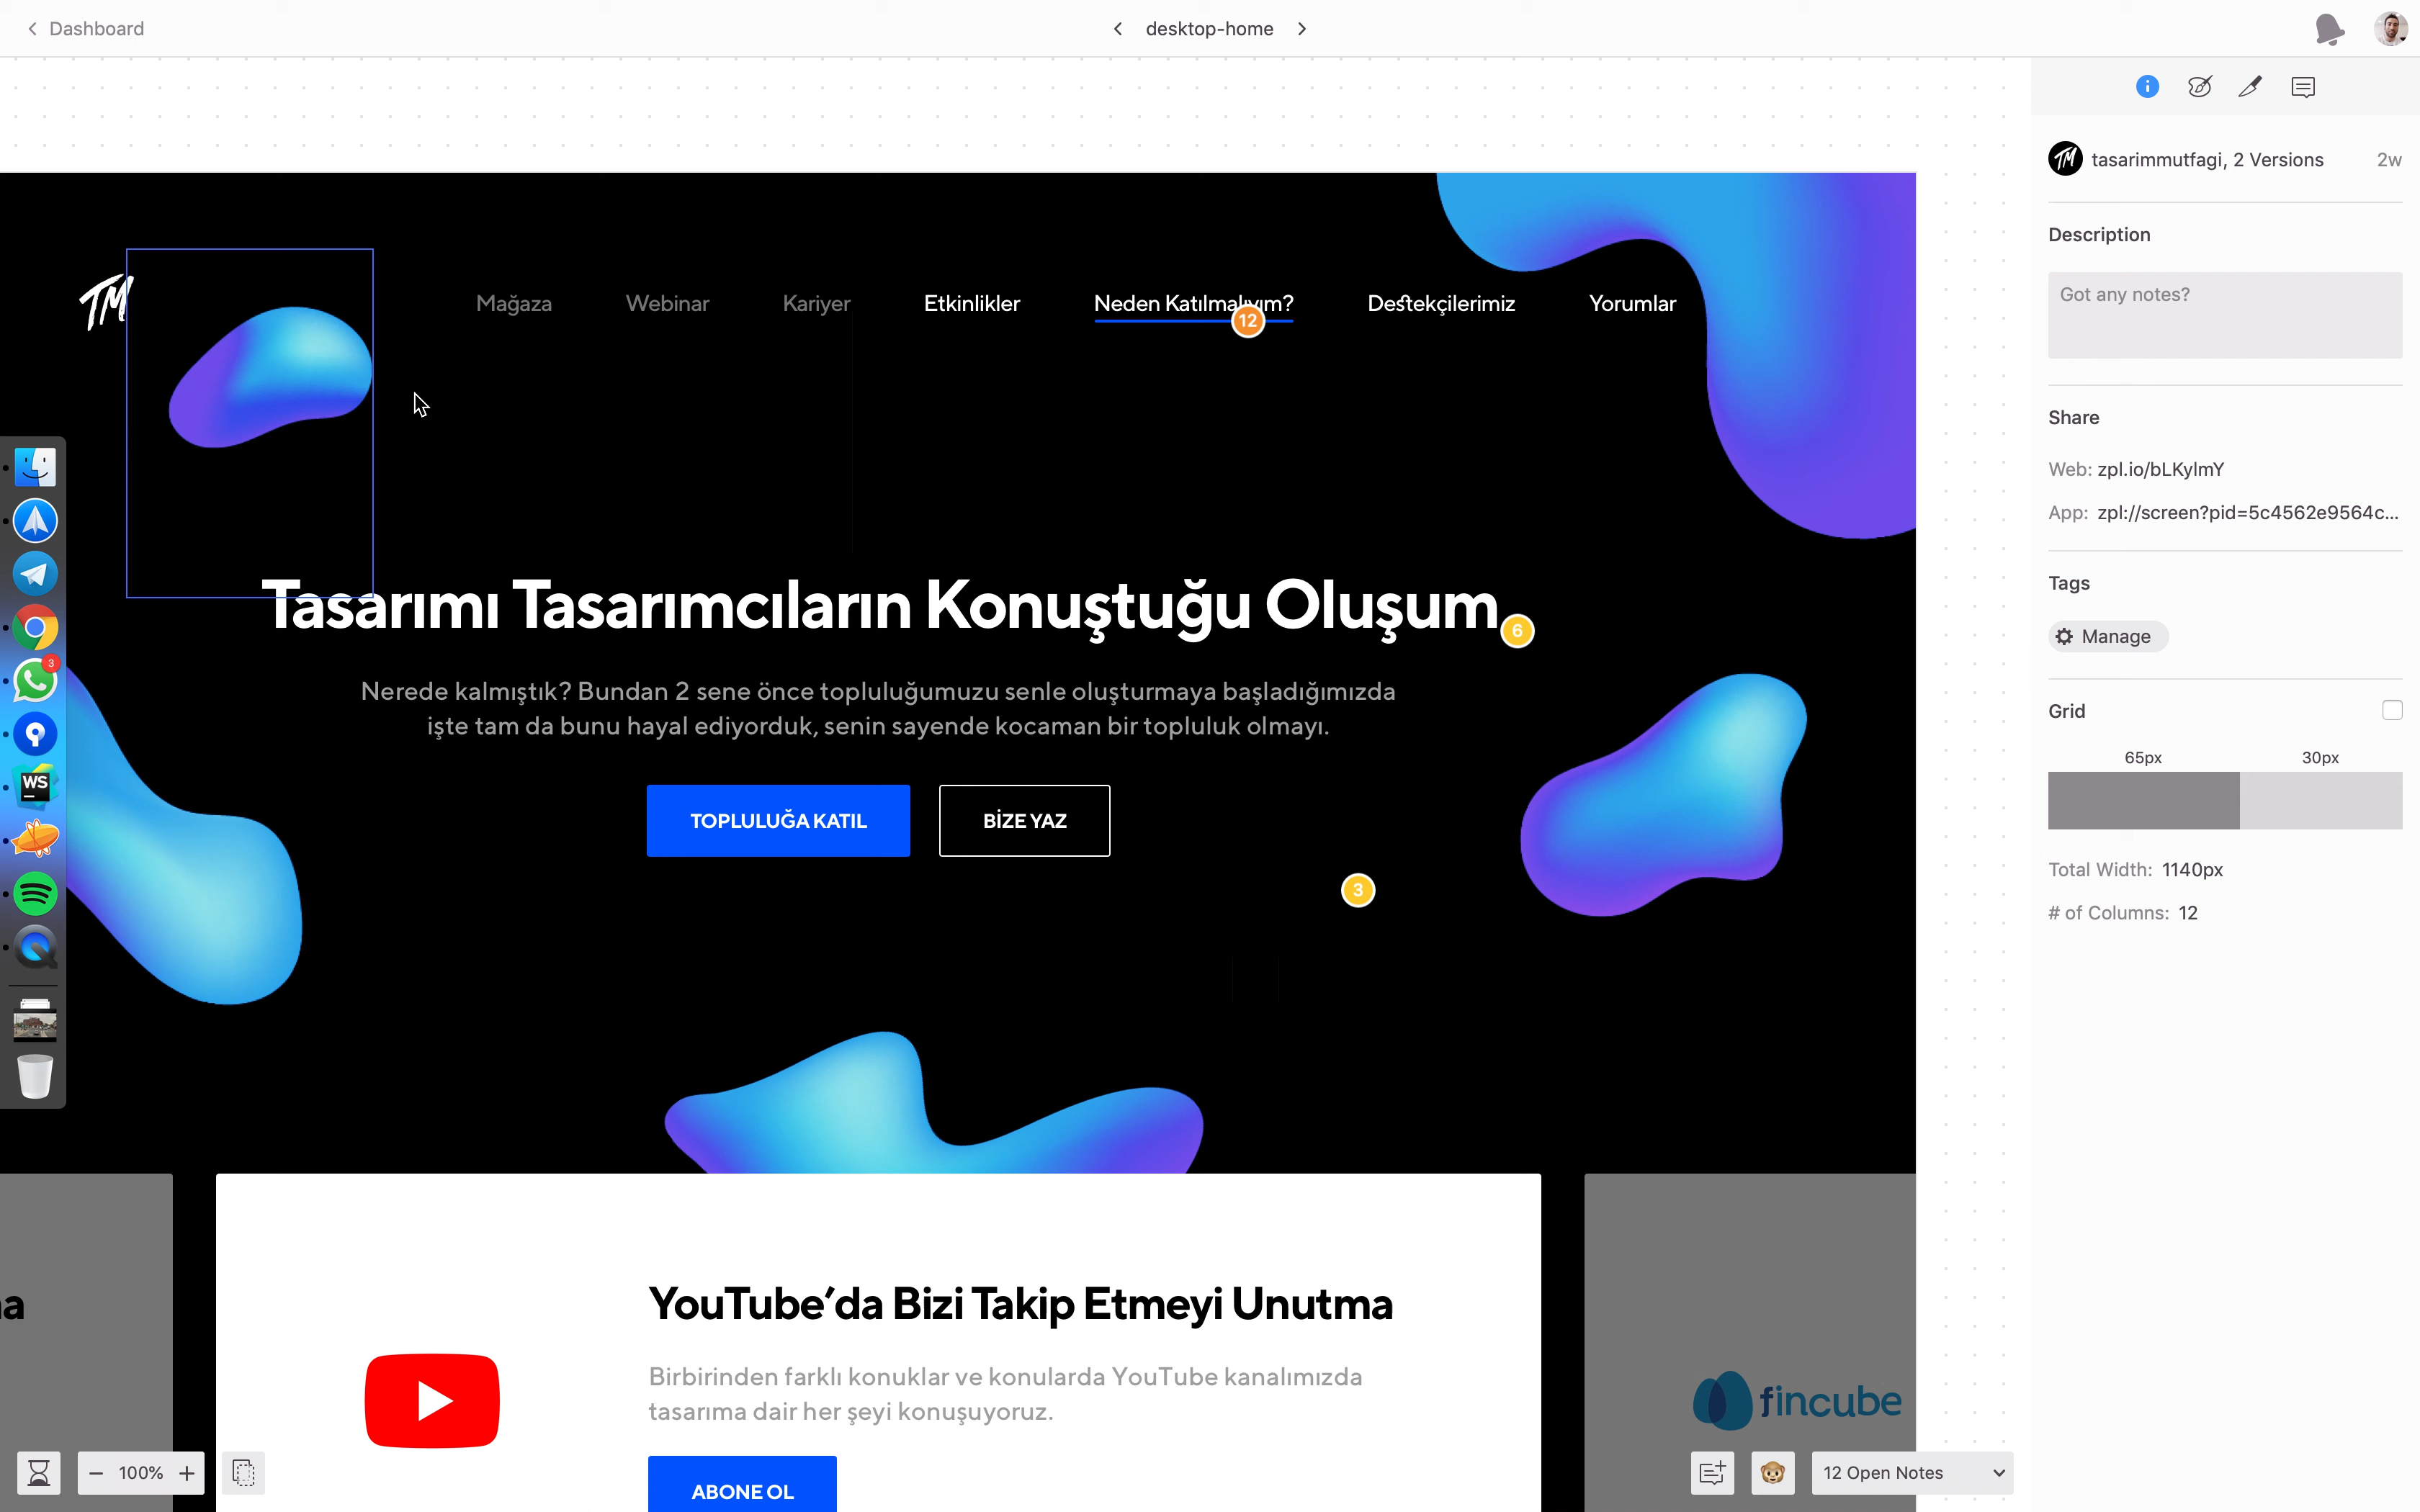 Dashboard
desktop-home
tasarimmutfagi, 2 Versions 2w
Description
Got any notes?
Share
Web: zpl.io/bLKylmY
App: zpl://screen?pid=5c4562e9564c...
Tags
Manage
Grid
65px 30px
Total Width: 1140px
# of Columns: 12
TM
Mağaza Webinar Kariyer Etkinlikler Neden Katılmalıyım? Destekçilerimiz Yorumlar
12
Tasarımı Tasarımcıların Konuştuğu Oluşum
6
Nerede kalmıştık? Bundan 2 sene önce topluluğumuzu senle oluşturmaya başladığımızda
işte tam da bunu hayal ediyorduk, senin sayende kocaman bir topluluk olmayı.
TOPLULUĞA KATIL BİZE YAZ
3
3
WS
YouTube’da Bizi Takip Etmeyi Unutma
Birbirinden farklı konuklar ve konularda YouTube kanalımızda
tasarıma dair her şeyi konuşuyoruz.
ABONE OL
fincube
100%
12 Open Notes